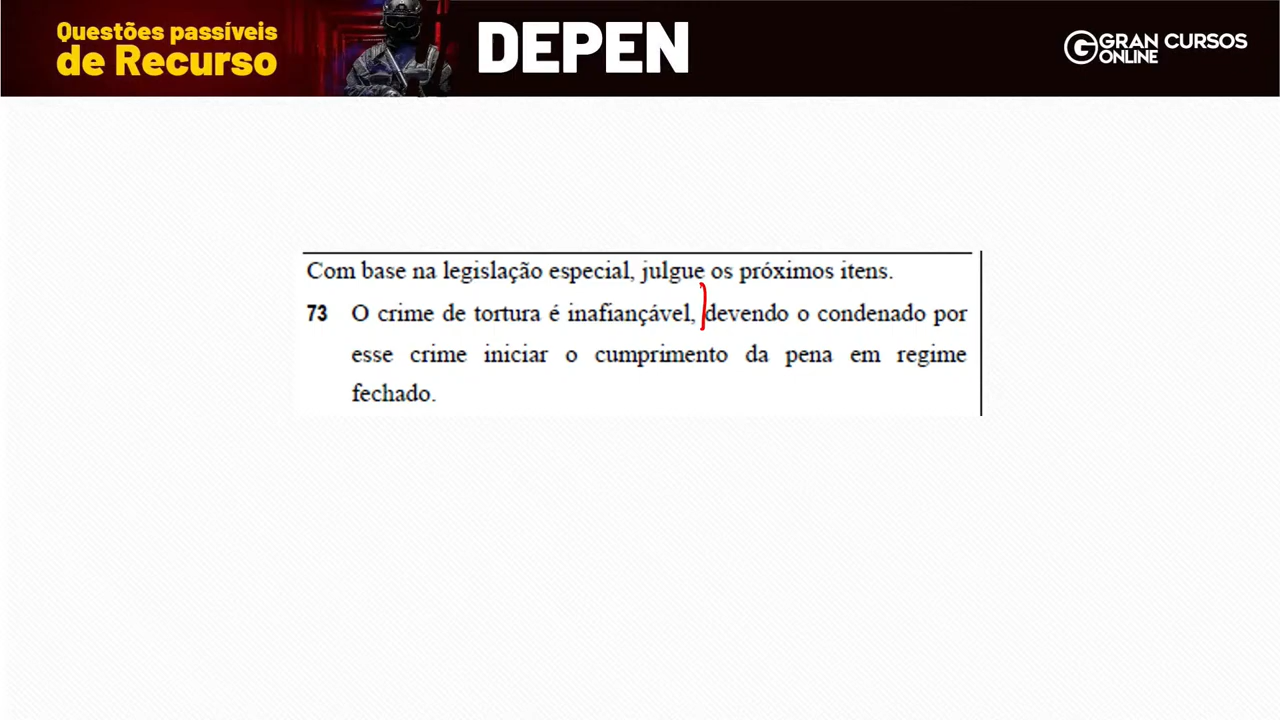 Questões passíveis
de Recurso
DEPEN
GRAN CURSOS
ONLINE
Com base na legislação especial, julgue os próximos itens.
73 O crime de tortura é inafiançável, devendo o condenado por
esse crime iniciar o cumprimento da pena em regime
fechado.